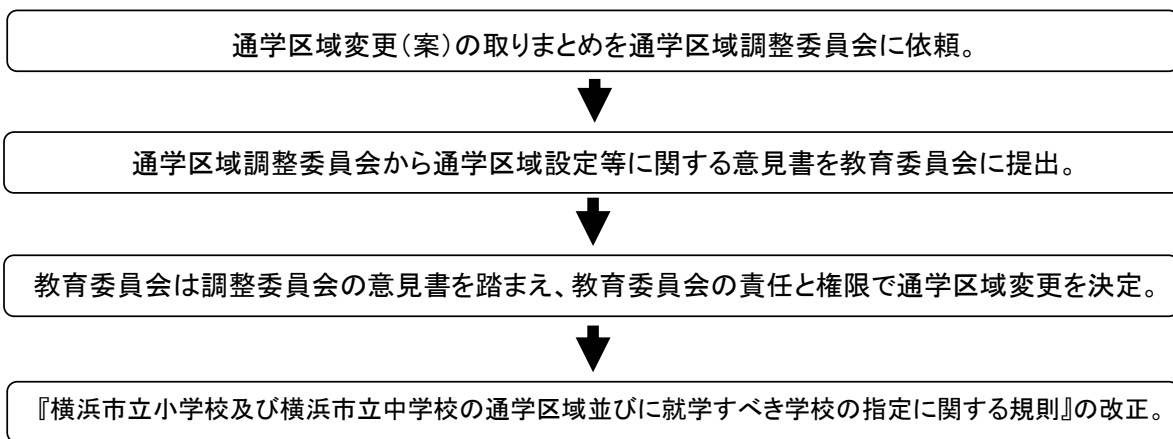 通学区域変更(案)の取りまとめを通学区域調整委員会に依頼。
通学区域調整委員会から通学区域設定等に関する意見書を教育委員会に提出。
教育委員会は調整委員会の意見書を踏まえ、教育委員会の責任と権限で通学区域変更を決定。
『横浜市立小学校及び横浜市立中学校の通学区域並びに就学すべき学校の指定に関する規則』の改正。